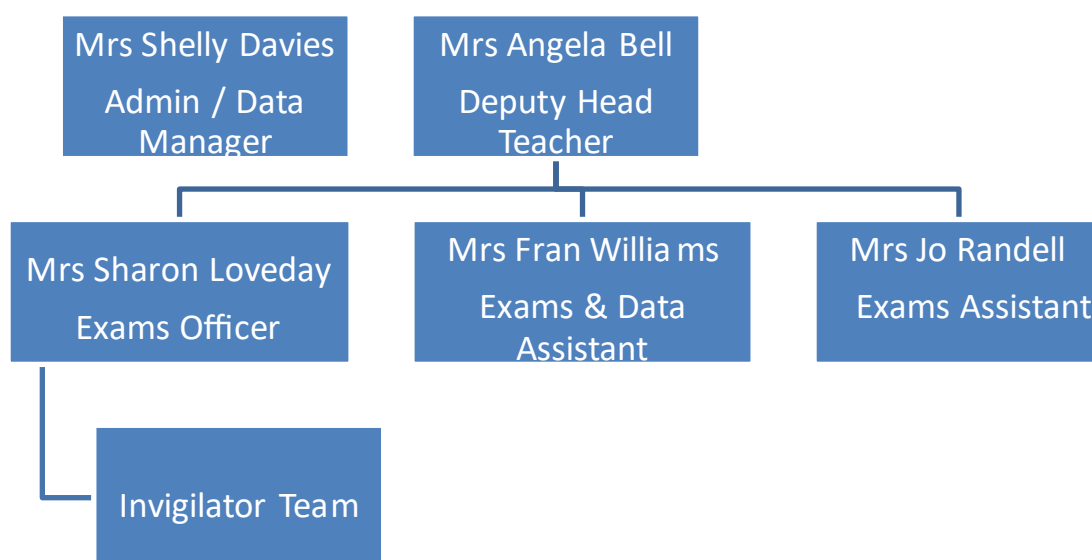 Mrs Shelly Davies
Admin / Data
Manager
Mrs Angela Bell
Deputy Head
Teacher
Mrs Sharon Loveday
Exams Officer
Mrs Fran Williams
Exams & Data
Assistant
Mrs Jo Randell
Exams Assistant
Invigilator Team